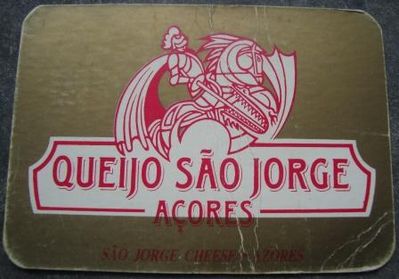 QUEIJO SÃO JORGE
AÇORES
SÃO JORGE CHEESE AZORES